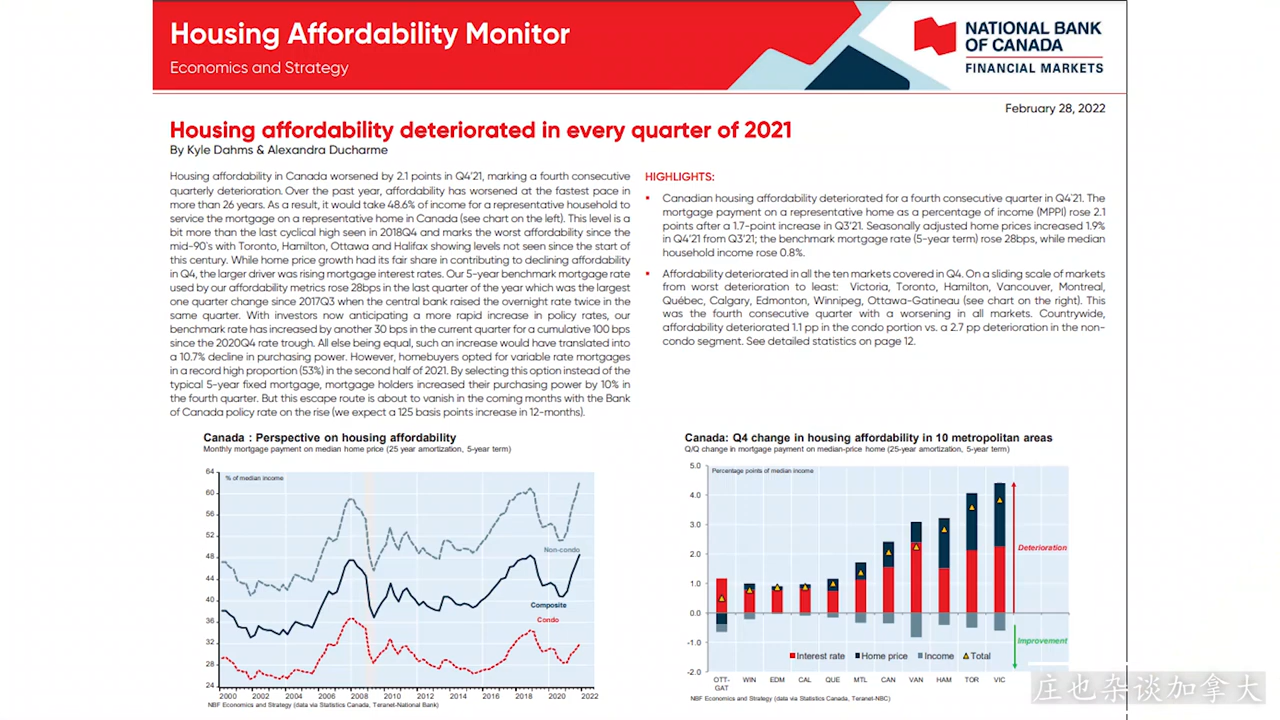 Housing Affordability Monitor
Economics and Strategy
NATIONAL BANK
OF CANADA
FINANCIAL MARKETS
February 28, 2022
Housing affordability deteriorated in every quarter of 2021
By Kyle Dahms & Alexandra Ducharme
Housing affordability in Canada worsened by 2.1 points in Q4'21, marking a fourth consecutive
quarterly deterioration. Over the past year, affordability has worsened at the fastest pace in
more than 26 years. As a result, it would take 48.6% of income for a representative household to
service the mortgage on a representative home in Canada (see chart on the left). This level is
a bit more than the last cyclical high seen in 2018Q4 and marks the worst affordability since the
mid-90's with Toronto, Hamilton, Ottawa and Halifax showing levels not seen since the start of
this century. While home price growth had its fair share in contributing to declining affordability
in Q4, the larger driver was rising mortgage interest rates. Our 5-year benchmark mortgage rate
used by our affordability metrics rose 28bps in the last quarter of the year which was the largest
one quarter change since 2017Q3 when the central bank raised the overnight rate twice in the
same quarter. With investors now anticipating a more rapid increase in policy rates, our
benchmark rate has increased by another 30 bps in the current quarter for a cumulative 100 bps
since the 2020Q4 rate trough. All else being equal, such an increase would have translated into
a 10.7% decline in purchasing power. However, homebuyers opted for variable rate mortgages
in a record high proportion (53%) in the second half of 2021. By selecting this option instead of the
typical 5-year fixed mortgage, mortgage holders increased their purchasing power by 10% in
the fourth quarter. But this escape route is about to vanish in the coming months with the Bank
of Canada policy rate on the rise (we expect a 125 basis points increase in 12-months).
HIGHLIGHTS:
▪ Canadian housing affordability deteriorated for a fourth consecutive quarter in Q4'21. The
mortgage payment on a representative home as a percentage of income (MPPI) rose 2.1
points after a 1.7-point increase in Q3'21. Seasonally adjusted home prices increased 1.9%
in Q4'21 from Q3'21; the benchmark mortgage rate (5-year term) rose 28bps, while median
household income rose 0.8%.
▪ Affordability deteriorated in all the ten markets covered in Q4. On a sliding scale of markets
from worst deterioration to least: Victoria, Toronto, Hamilton, Vancouver, Montreal,
Québec, Calgary, Edmonton, Winnipeg, Ottawa-Gatineau (see chart on the right). This
was the fourth consecutive quarter with a worsening in all markets. Countrywide,
affordability deteriorated 1.1 pp in the condo portion vs. a 2.7 pp deterioration in the non-
condo segment. See detailed statistics on page 12.
Canada : Perspective on housing affordability
Monthly mortgage payment on median home price (25 year amortization, 5-year term)
64
% of median income
60
56
52
48
44
40
36
32
28
24
Non-condo
Composite
Condo
2000 2002 2004 2006 2008 2010 2012 2014 2016 2018 2020 2022
NBF Economics and Strategy (data via Statistics Canada, Teranet-National Bank)
Canada: Q4 change in housing affordability in 10 metropolitan areas
Q/Q change in mortgage payment on median-price home (25-year amortization, 5-year term)
5.0
Percentage points of median income
4.0
3.0
2.0
1.0
0.0
-1.0
-2.0
Deterioration
Improvement
Interest rate Home price Income Total
OTT-
GAT WIN EDM CAL QUE MTL CAN VAN HAM TOR VIC
NBF Economics and Strategy (data via Statistics Canada, Teranet-NBC)
庄也杂谈加拿大